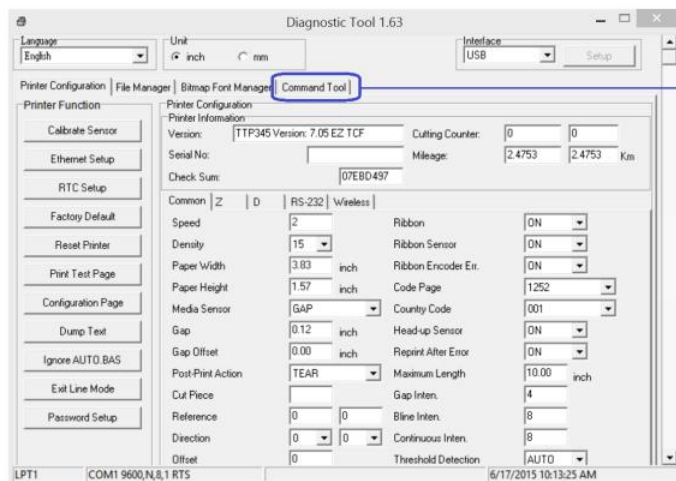 Diagnostic Tool 1.63
Language
English
Unit
inch
mm
Interface
USB
Setup
Printer Configuration
File Manager
Bitmap Font Manager
Command Tool
Printer Function
Calibrate Sensor
Ethernet Setup
RTC Setup
Factory Default
Reset Printer
Print Test Page
Configuration Page
Dump Text
Ignore AUTO.BAS
Exit Line Mode
Password Setup
Printer Configuration
Printer Information
Version: TTP345 Version: 7.05 EZ TCF
Cutting Counter: 0 0
Serial No:
Mileage: 2.4753 2.4753 Km
Check Sum: 07EBD497
Common Z D RS-232 Wireless
Speed 2
Ribbon ON
Density 15
Ribbon Sensor ON
Paper Width 3.83 inch
Ribbon Encoder Err. ON
Paper Height 1.57 inch
Code Page 1252
Media Sensor GAP
Country Code 001
Gap 0.12 inch
Head-up Sensor ON
Gap Offset 0.00 inch
Reprint After Error ON
Post-Print Action TEAR
Maximum Length 10.00 inch
Cut Piece
Gap Inten. 4
Reference 0 0
Bline Inten. 8
Direction 0 0
Continuous Inten. 8
Offset 0
Threshold Detection AUTO
LPT1
COM1 9600,N,8,1 RTS
6/17/2015 10:13:25 AM